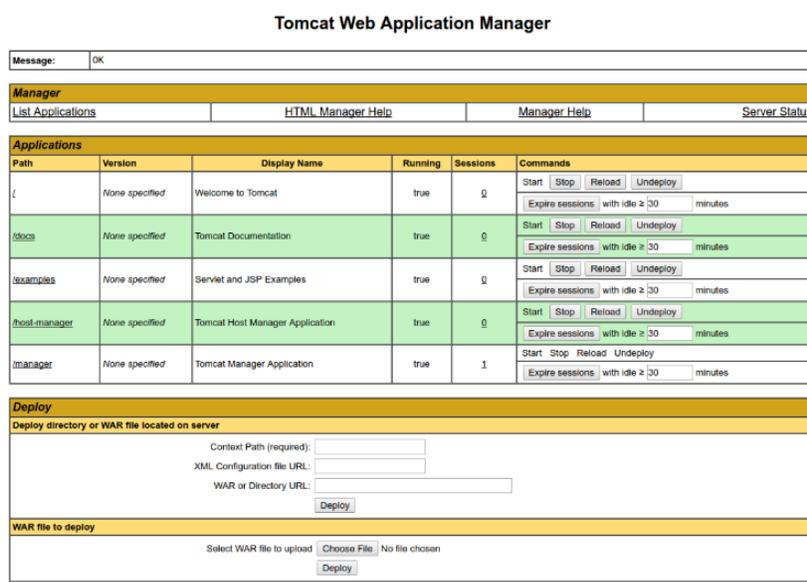 Tomcat Web Application Manager
Message: OK
Manager
List Applications HTML Manager Help Manager Help Server Statu
Applications
Path Version Display Name Running Sessions Commands
/ None specified Welcome to Tomcat true 0 Start Stop Reload Undeploy
Expire sessions with idle ≥ 30 minutes
/docs None specified Tomcat Documentation true 0 Start Stop Reload Undeploy
Expire sessions with idle ≥ 30 minutes
/examples None specified Servlet and JSP Examples true 0 Start Stop Reload Undeploy
Expire sessions with idle ≥ 30 minutes
/host-manager None specified Tomcat Host Manager Application true 0 Start Stop Reload Undeploy
Expire sessions with idle ≥ 30 minutes
/manager None specified Tomcat Manager Application true 1 Start Stop Reload Undeploy
Expire sessions with idle ≥ 30 minutes
Deploy
Deploy directory or WAR file located on server
Context Path (required):
XML Configuration file URL:
WAR or Directory URL:
Deploy
WAR file to deploy
Select WAR file to upload Choose File No file chosen
Deploy